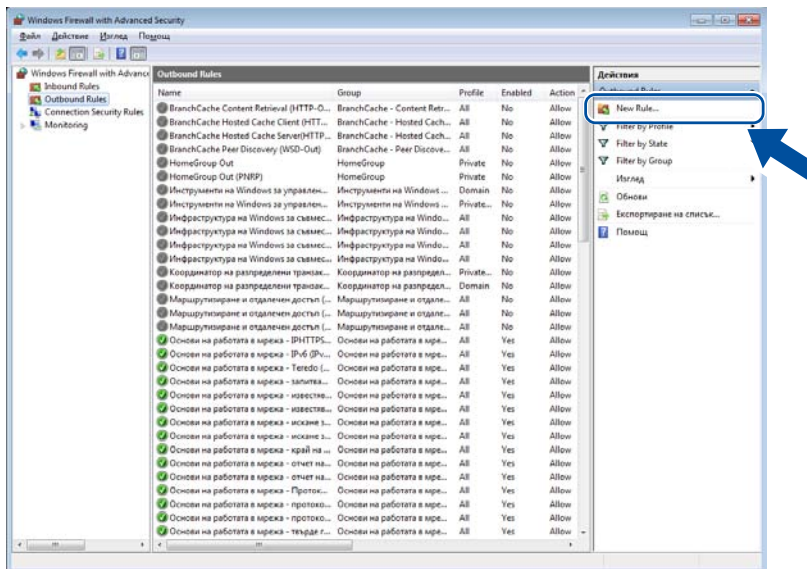 Windows Firewall with Advanced Security
Файл Действие Изглед Помощ
Windows Firewall with Advance
Inbound Rules
Outbound Rules
Connection Security Rules
Monitoring
Outbound Rules
Name Group Profile Enabled Action
BranchCache Content Retrieval (HTTP-O... BranchCache - Content Retr... All No Allow
BranchCache Hosted Cache Client (HTT... BranchCache - Hosted Cach... All No Allow
BranchCache Hosted Cache Server(HTTP... BranchCache - Hosted Cach... All No Allow
BranchCache Peer Discovery (WSD-Out) BranchCache - Peer Discove... All No Allow
HomeGroup Out HomeGroup Private No Allow
HomeGroup Out (PNRP) HomeGroup Private No Allow
Инструменти на Windows за управлен... Инструменти на Windows ... Domain No Allow
Инструменти на Windows за управлен... Инструменти на Windows ... Private... No Allow
Инфраструктура на Windows за съвмес... Инфраструктура на Windo... All No Allow
Инфраструктура на Windows за съвмес... Инфраструктура на Windo... All No Allow
Инфраструктура на Windows за съвмес... Инфраструктура на Windo... All No Allow
Инфраструктура на Windows за съвмес... Инфраструктура на Windo... All No Allow
Координатор на разпределени транзак... Координатор на разпредел... Private... No Allow
Координатор на разпределени транзак... Координатор на разпредел... Domain No Allow
Маршрутизиране и отдалечен достъп (... Маршрутизиране и отдале... All No Allow
Маршрутизиране и отдалечен достъп (... Маршрутизиране и отдале... All No Allow
Маршрутизиране и отдалечен достъп (... Маршрутизиране и отдале... All No Allow
Основи на работата в мрежа - IPHTTPS... Основи на работата в мре... All Yes Allow
Основи на работата в мрежа - IPv6 (IPv... Основи на работата в мре... All Yes Allow
Основи на работата в мрежа - Teredo (... Основи на работата в мре... All Yes Allow
Основи на работата в мрежа - запитва... Основи на работата в мре... All Yes Allow
Основи на работата в мрежа - известяв... Основи на работата в мре... All Yes Allow
Основи на работата в мрежа - известяв... Основи на работата в мре... All Yes Allow
Основи на работата в мрежа - искане з... Основи на работата в мре... All Yes Allow
Основи на работата в мрежа - искане з... Основи на работата в мре... All Yes Allow
Основи на работата в мрежа - край на ... Основи на работата в мре... All Yes Allow
Основи на работата в мрежа - отчет на... Основи на работата в мре... All Yes Allow
Основи на работата в мрежа - отчет на... Основи на работата в мре... All Yes Allow
Основи на работата в мрежа - Проток... Основи на работата в мре... All Yes Allow
Основи на работата в мрежа - протоко... Основи на работата в мре... All Yes Allow
Основи на работата в мрежа - протоко... Основи на работата в мре... All Yes Allow
Основи на работата в мрежа - твърде г... Основи на работата в мре... All Yes Allow
Действия
Outbound Rules
New Rule...
Filter by Profile
Filter by State
Filter by Group
Изглед
Обнови
Експортиране на списък...
Помощ